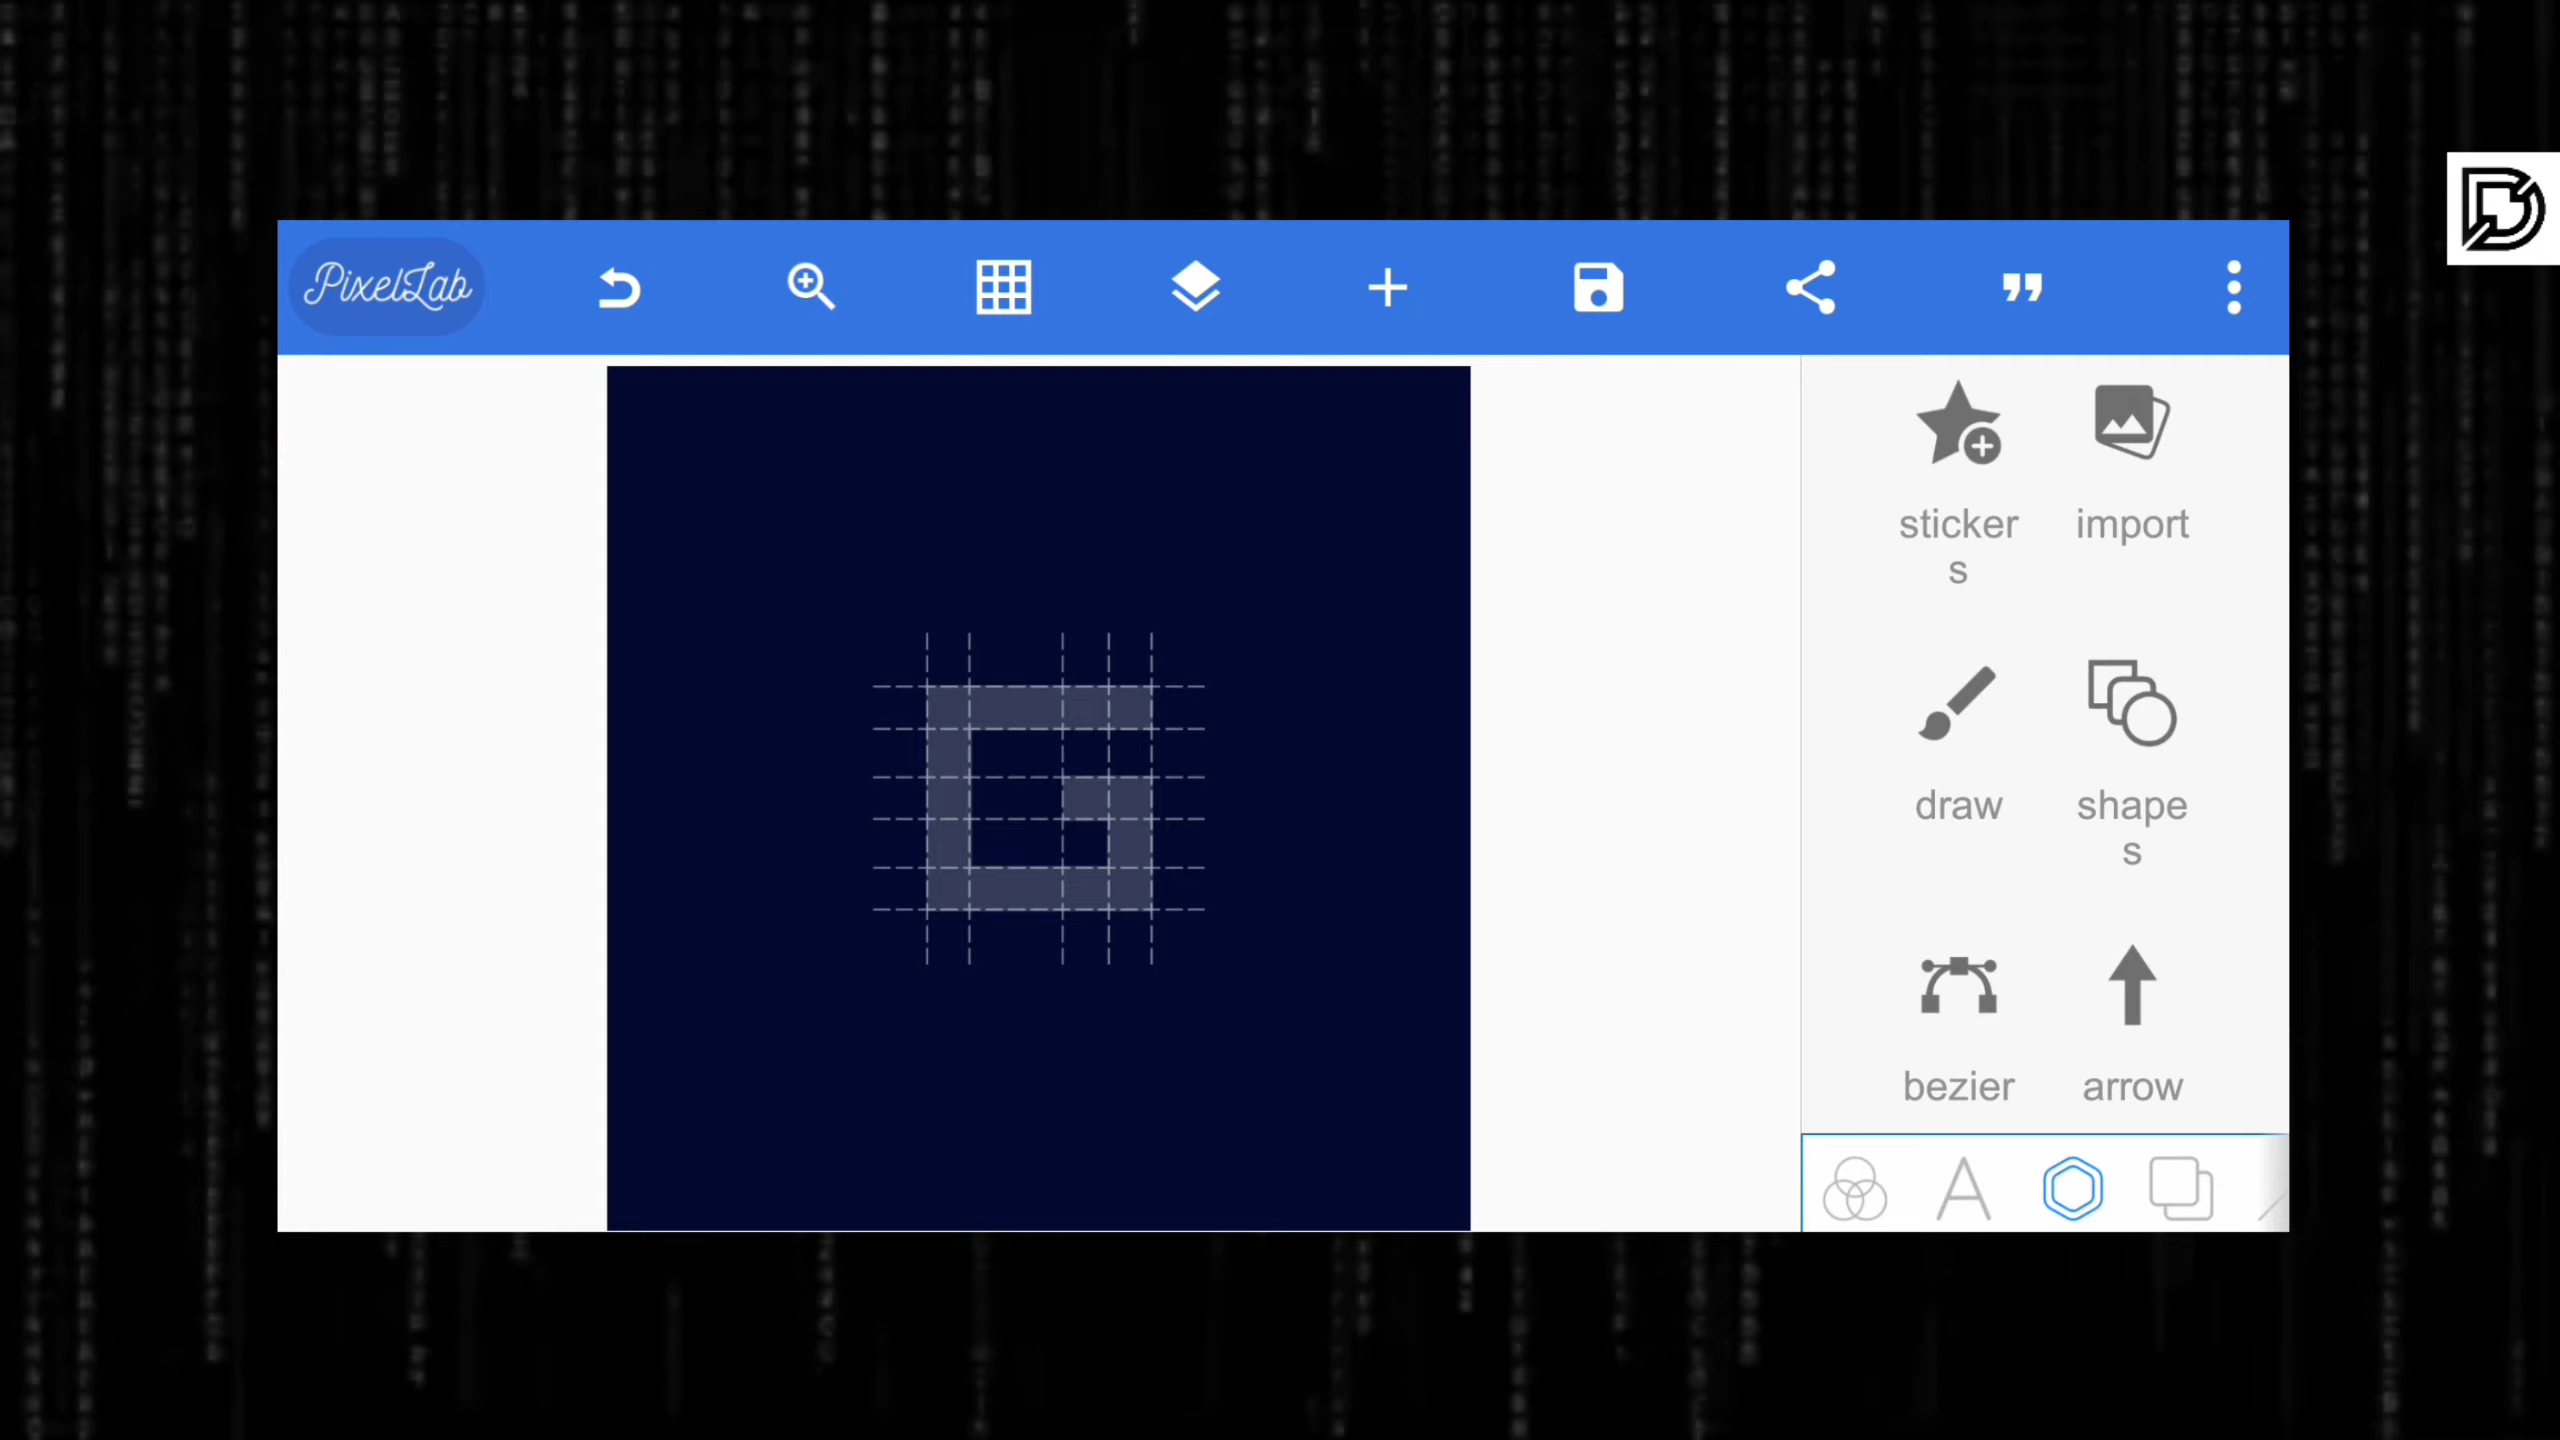 PixelLab
sticker
s
import
draw
shape
s
bezier
arrow